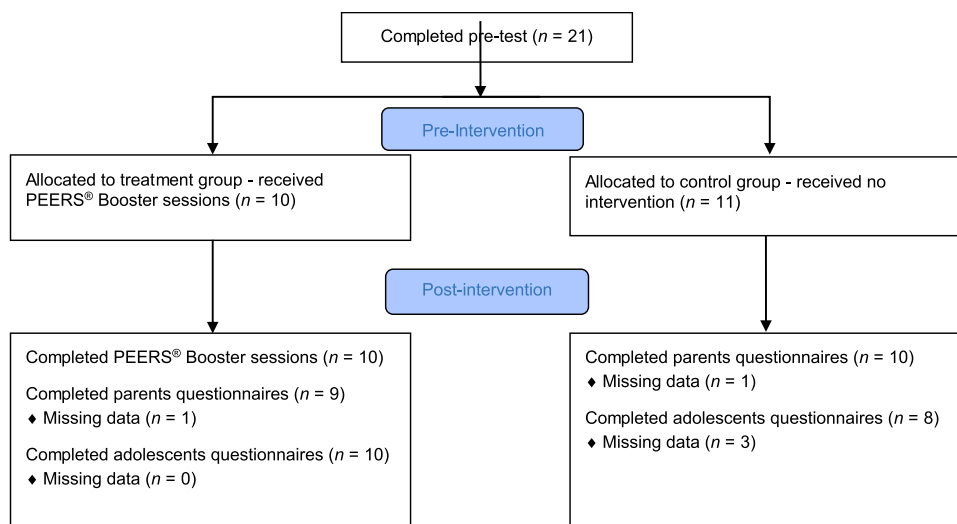 Completed pre-test (n = 21)
Pre-Intervention
Allocated to treatment group - received
PEERS® Booster sessions (n = 10)
Allocated to control group - received no
intervention (n = 11)
Post-intervention
Completed PEERS® Booster sessions (n = 10)
Completed parents questionnaires (n = 9)
♦ Missing data (n = 1)
Completed adolescents questionnaires (n = 10)
♦ Missing data (n = 0)
Completed parents questionnaires (n = 10)
♦ Missing data (n = 1)
Completed adolescents questionnaires (n = 8)
♦ Missing data (n = 3)